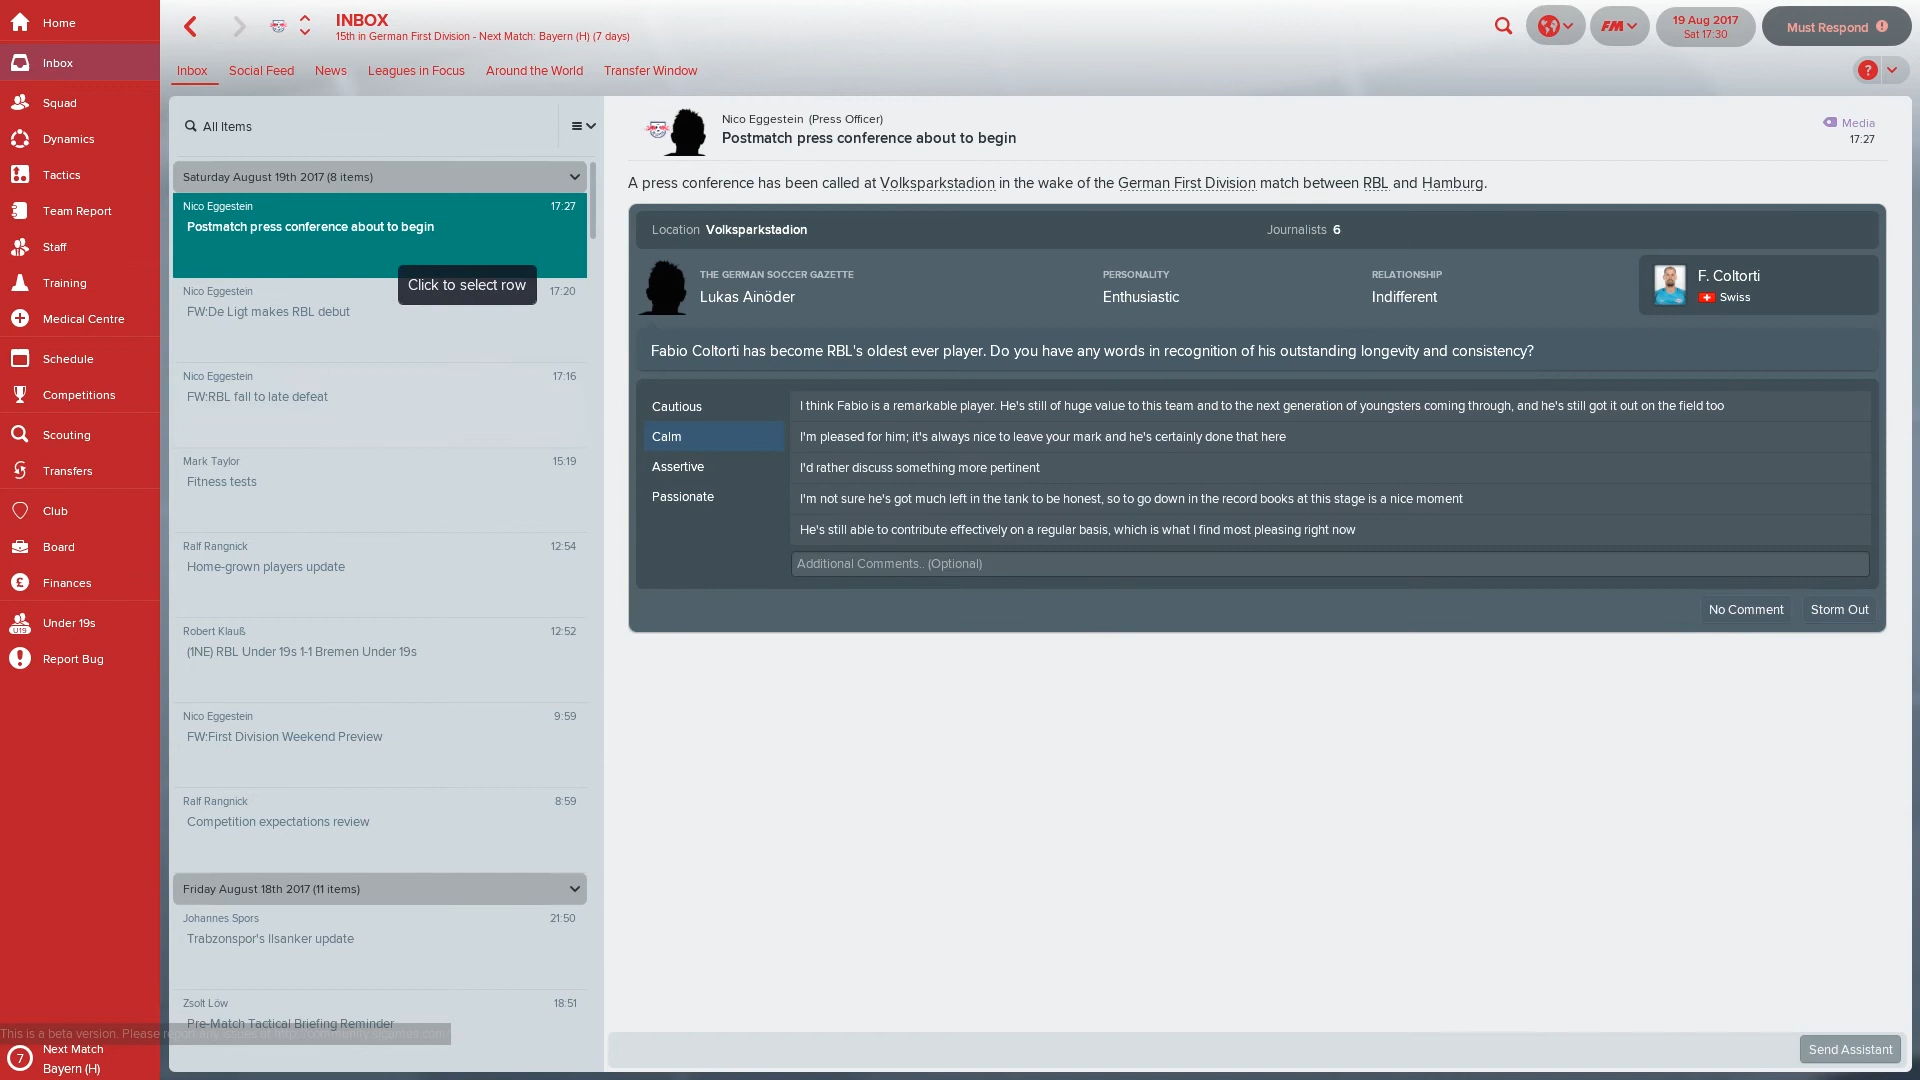 Home
Inbox
Squad
Dynamics
Tactics
Team Report
Staff
Training
Medical Centre
Schedule
Competitions
Scouting
Transfers
Club
Board
£ Finances
U19 Under 19s
Report Bug
7 Next Match
Bayern (H)
INBOX
15th in German First Division - Next Match: Bayern (H) (7 days)
FM
19 Aug 2017
Sat 17:30
Must Respond
Inbox Social Feed News Leagues in Focus Around the World Transfer Window
?
All Items
Saturday August 19th 2017 (8 items)
Nico Eggestein 17:27
Postmatch press conference about to begin
Click to select row
Nico Eggestein 17:20
FW:De Ligt makes RBL debut
Nico Eggestein 17:16
FW:RBL fall to late defeat
Mark Taylor 15:19
Fitness tests
Ralf Rangnick 12:54
Home-grown players update
Robert Klauß 12:52
(1NE) RBL Under 19s 1-1 Bremen Under 19s
Nico Eggestein 9:59
FW:First Division Weekend Preview
Ralf Rangnick 8:59
Competition expectations review
Friday August 18th 2017 (11 items)
Johannes Spors 21:50
Trabzonspor's Ilsanker update
Zsolt Löw 18:51
Pre-Match Tactical Briefing Reminder
This is a beta version. Please report any
Nico Eggestein (Press Officer)
Postmatch press conference about to begin
Media
17:27
A press conference has been called at Volksparkstadion in the wake of the German First Division match between RBL and Hamburg.
Location Volksparkstadion Journalists 6
THE GERMAN SOCCER GAZETTE PERSONALITY RELATIONSHIP
Lukas Ainöder Enthusiastic Indifferent
F. Coltorti
Swiss
Fabio Coltorti has become RBL's oldest ever player. Do you have any words in recognition of his outstanding longevity and consistency?
Cautious
Calm
Assertive
Passionate
I think Fabio is a remarkable player. He's still of huge value to this team and to the next generation of youngsters coming through, and he's still got it out on the field too
I'm pleased for him; it's always nice to leave your mark and he's certainly done that here
I'd rather discuss something more pertinent
I'm not sure he's got much left in the tank to be honest, so to go down in the record books at this stage is a nice moment
He's still able to contribute effectively on a regular basis, which is what I find most pleasing right now
Additional Comments.. (Optional)
No Comment Storm Out
Send Assistant